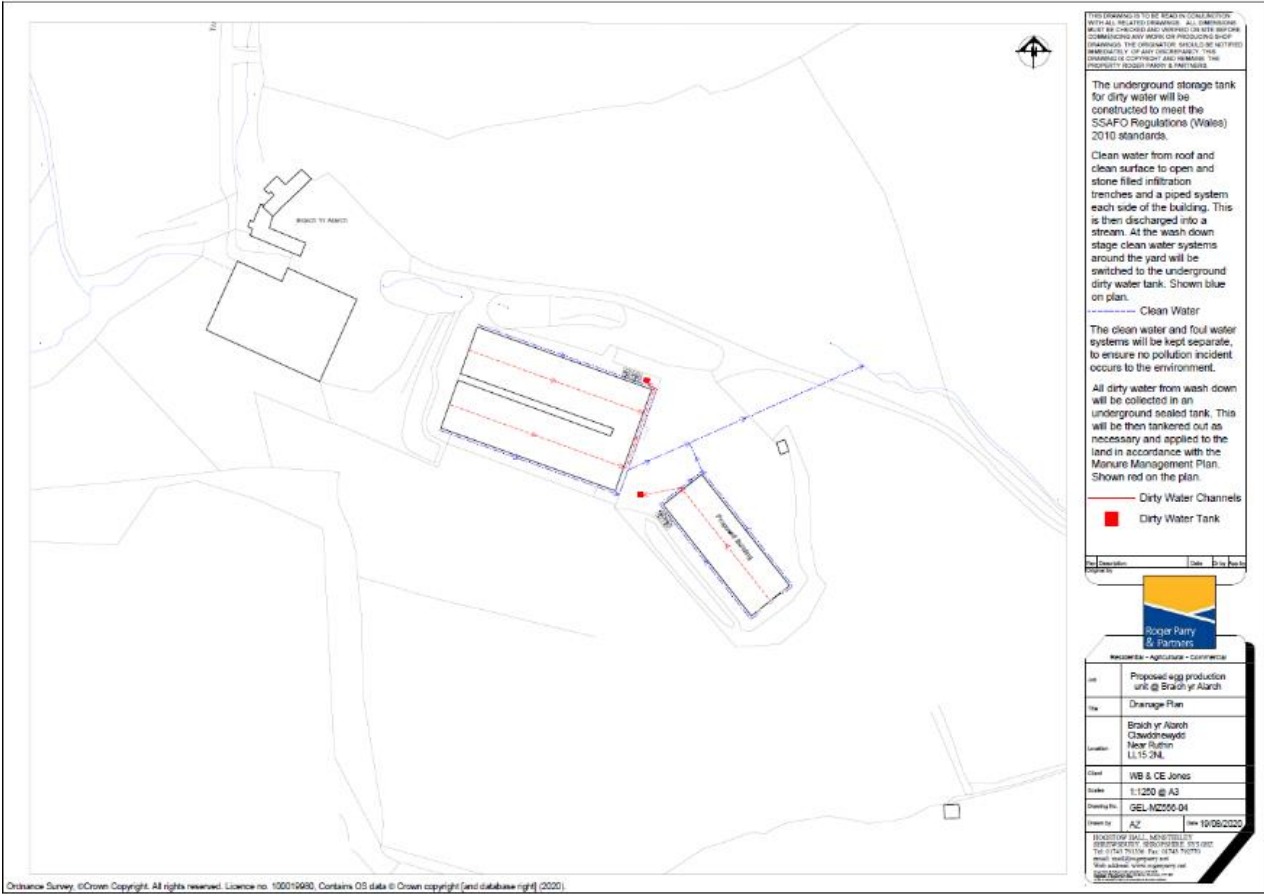 THIS DRAWING IS TO BE READ IN CONJUNCTION
WITH ALL RELATED DRAWINGS. ALL DIMENSIONS
MUST BE CHECKED AND VERIFIED ON SITE BEFORE
COMMENCING ANY WORK OR PRODUCING SHOP
DRAWINGS. THE ORIGINATOR SHOULD BE NOTIFIED
IMMEDIATELY OF ANY DISCREPANCY. THIS
DRAWING IS COPYRIGHT AND REMAINS THE
PROPERTY ROGER PARRY & PARTNERS.
The underground storage tank
for dirty water will be
constructed to meet the
SSAFO Regulations (Wales)
2010 standards.
Clean water from roof and
clean surface to open and
stone filled infiltration
trenches and a piped system
each side of the building. This
is then discharged into a
stream. At the wash down
stage clean water systems
around the yard will be
switched to the underground
dirty water tank. Shown blue
on plan.
Clean Water
The clean water and foul water
systems will be kept separate,
to ensure no pollution incident
occurs to the environment.
All dirty water from wash down
will be collected in an
underground sealed tank. This
will be then tankered out as
necessary and applied to the
land in accordance with the
Manure Management Plan.
Shown red on the plan.
Dirty Water Channels
Dirty Water Tank
Rev Description Date
Roger Parry
& Partners
Residential - Agricultural - Commercial
Job Proposed egg production
unit @ Braich yr Alarch
Title Drainage Plan
Location Braich yr Alarch
Clawddnewydd
Near Ruthin
LL15 2NL
Client WB & CE Jones
Scales 1:1250 @ A3
Drawing No. GEL-MZ556-04
Drawn by AZ Date 19/08/2020
HOGSTOW HALL, MINSTERLEY
SHREWSBURY, SHROPSHIRE
Braich Yr Alarch
Proposed Building
Ordnance Survey, ©Crown Copyright. All rights reserved. Licence no. 100019980, Contains OS data © Crown copyright [and database right] (2020).